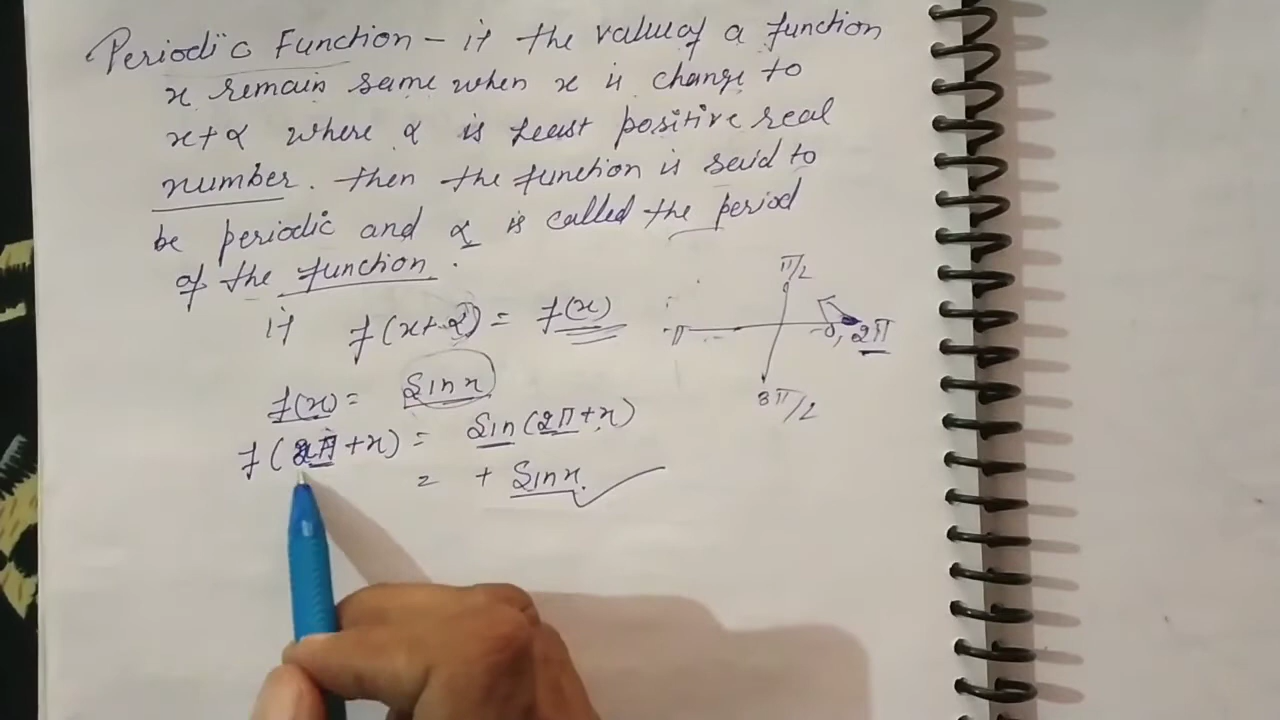 Periodic Function - if the value of a function
x remain same when x is change to
x+α where α is least positive real
number. then the function is said to
be periodic and α is called the period
of the function.
if f(x+α) = f(x)
π/2
π
0, 2π
3π/2
f(x) = Sin x
f(2π+x) = Sin(2π+x)
= + Sin x.